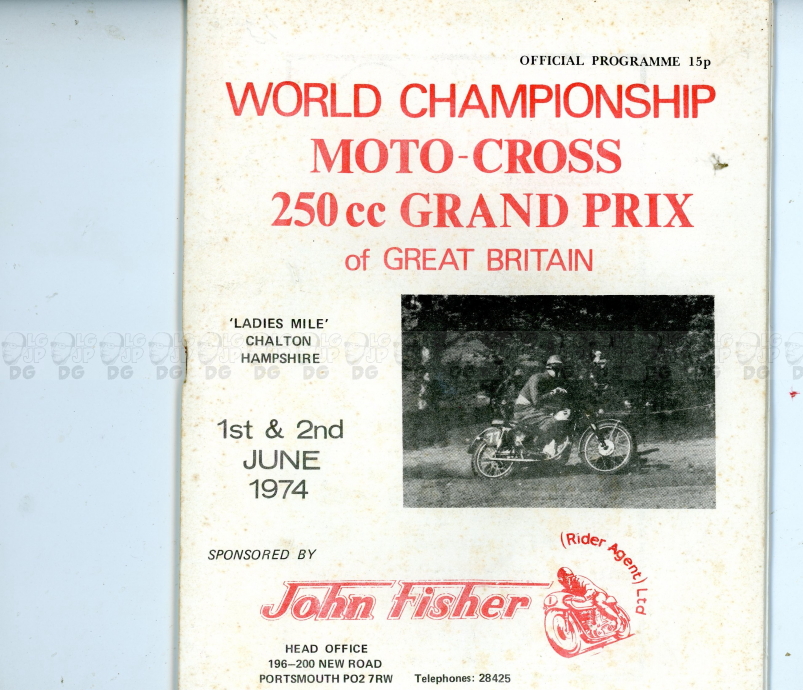 OFFICIAL PROGRAMME 15p
WORLD CHAMPIONSHIP
MOTO-CROSS
250 cc GRAND PRIX
of GREAT BRITAIN
'LADIES MILE'
CHALTON
HAMPSHIRE
1st & 2nd
JUNE
1974
SPONSORED BY
(Rider Agent) Ltd
John Fisher
HEAD OFFICE
196–200 NEW ROAD
PORTSMOUTH PO2 7RW Telephones: 28425